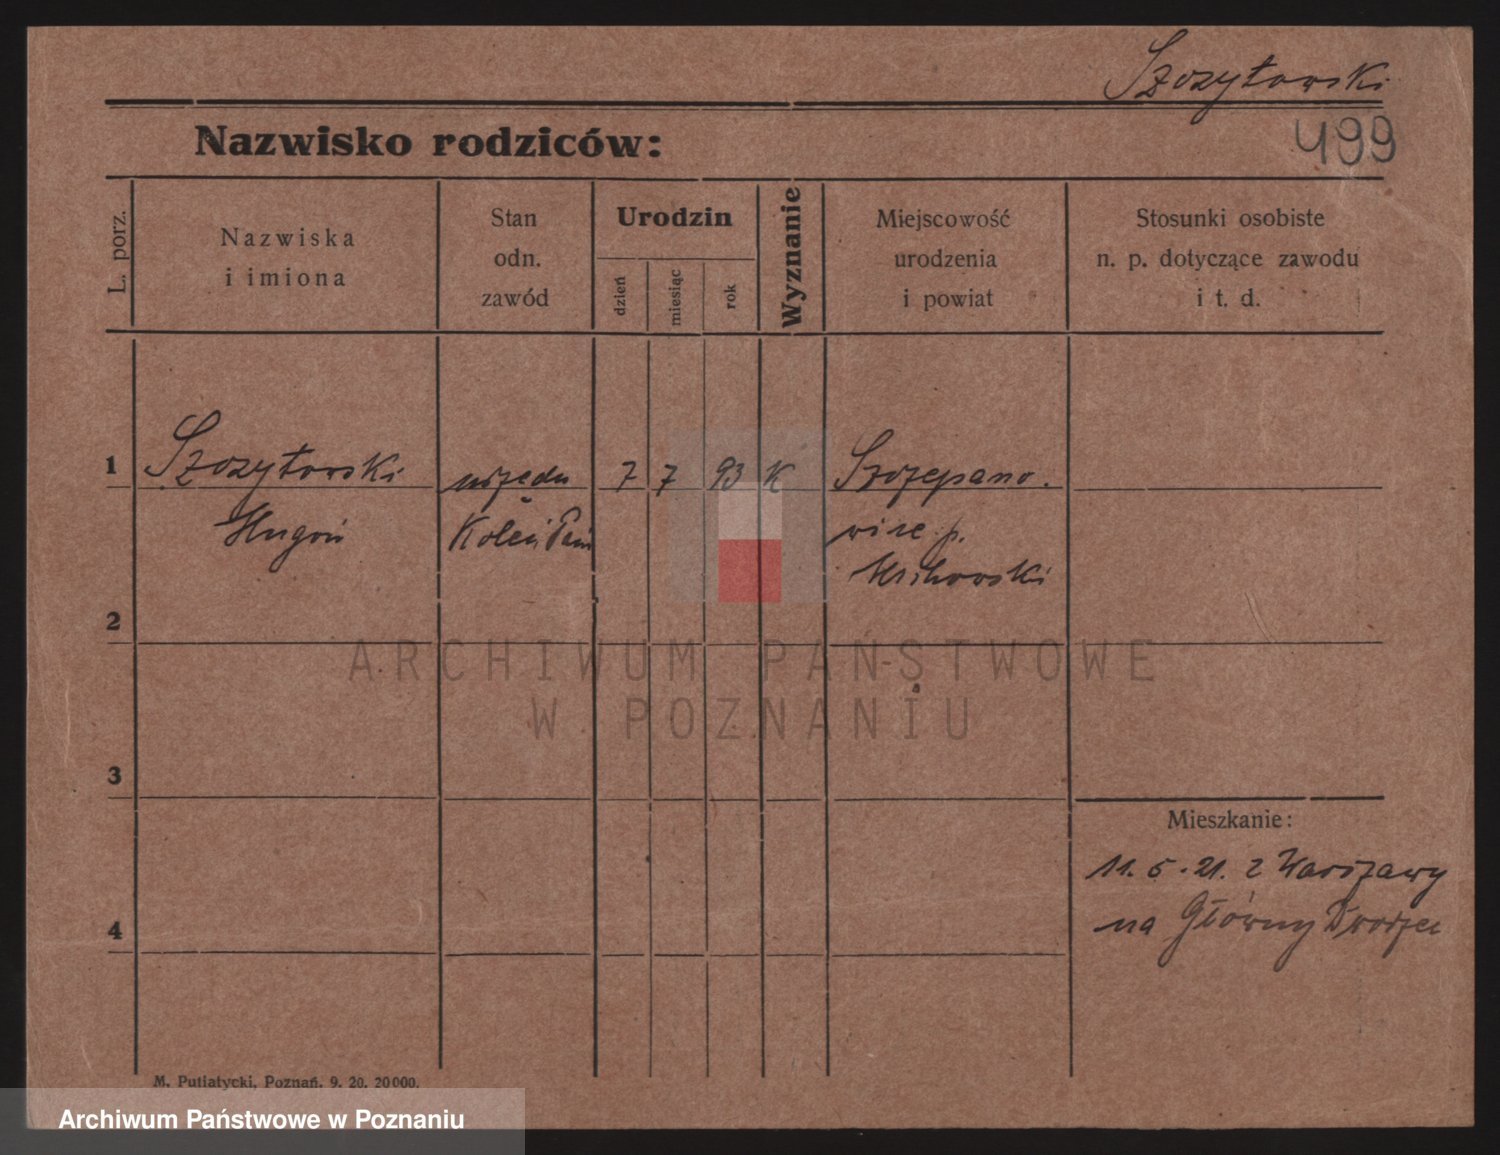 Szczytowski
Nazwisko rodziców:
499
L. porz.
Nazwiska
i imiona
Stan
odn.
zawód
Urodzin
dzień
miesiąc
rok
Wyznanie
Miejscowość
urodzenia
i powiat
Stosunki osobiste
n. p. dotyczące zawodu
i t. d.
1
Szczytowski
urzędn
7 7 93 K
Szczepano.
Kolei
wice p.
2
ARCHIWUM PAŃSTWOWE
W POZNANIU
3
Mieszkanie:
11. 5. 21. z Warszawy
4
na Główny Dworzec
M. Putiatycki, Poznań. 9. 20. 20000.
Archiwum Państwowe w Poznaniu